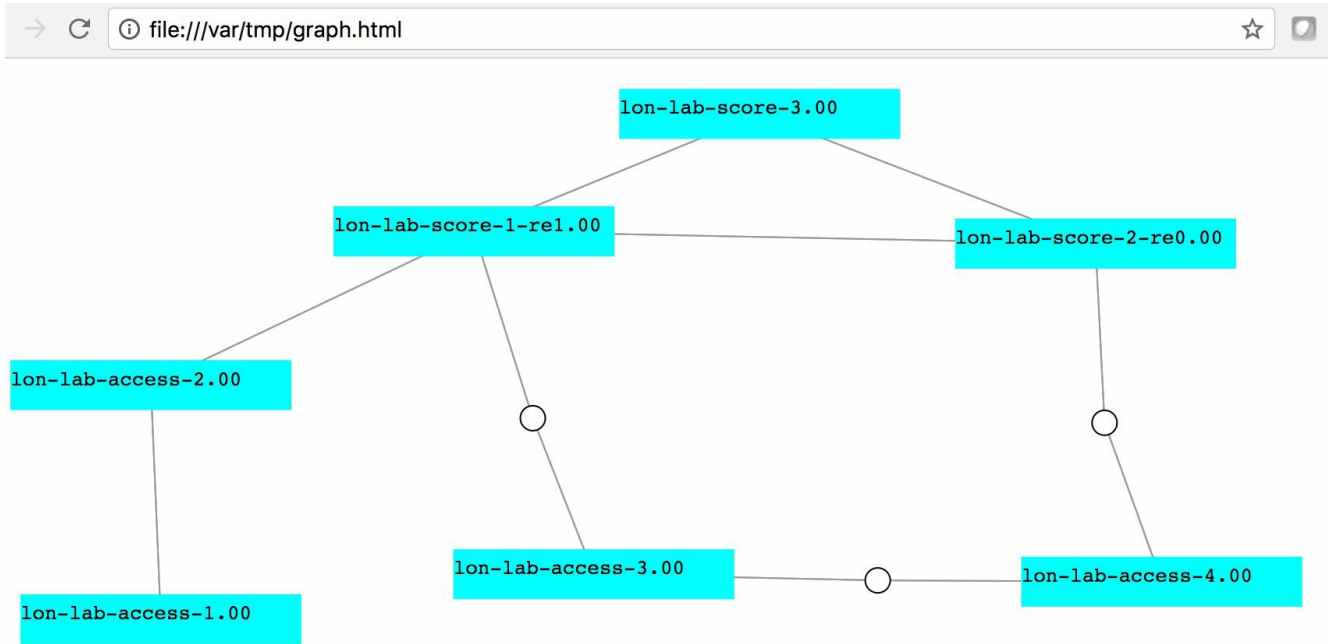 file:///var/tmp/graph.html
lon-lab-score-3.00
lon-lab-score-1-re1.00
lon-lab-score-2-re0.00
lon-lab-access-2.00
lon-lab-access-3.00
lon-lab-access-4.00
lon-lab-access-1.00